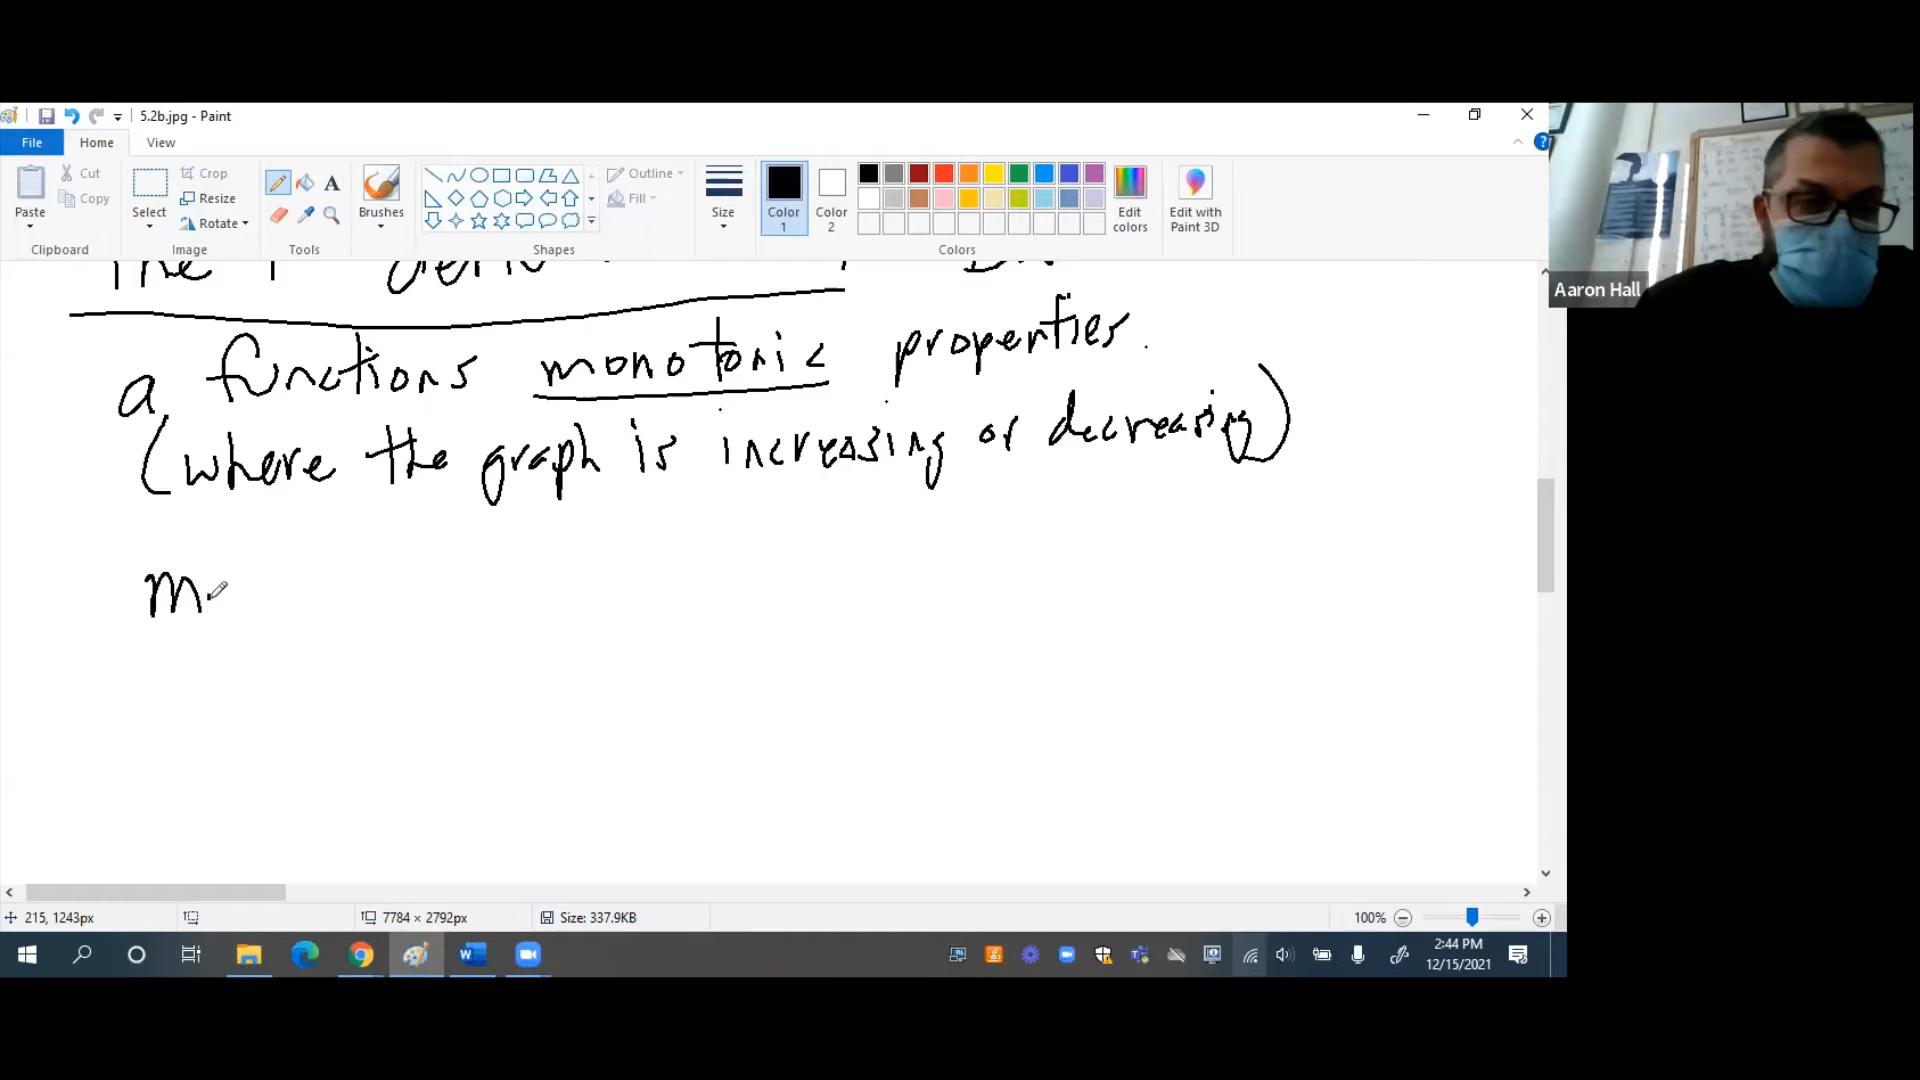 5.2b.jpg - Paint
File Home View
Paste
Cut
Copy
Clipboard
Select
Crop
Resize
Rotate
Image
A
Tools
Brushes
Outline
Fill
Shapes
Size
Color 1
Color 2
Edit colors
Edit with Paint 3D
Colors
Aaron Hall
The 1
a functions monotonic properties.
(where the graph is increasing or decreasing)
m
215, 1243px
7784 × 2792px
Size: 337.9KB
100%
2:44 PM
12/15/2021